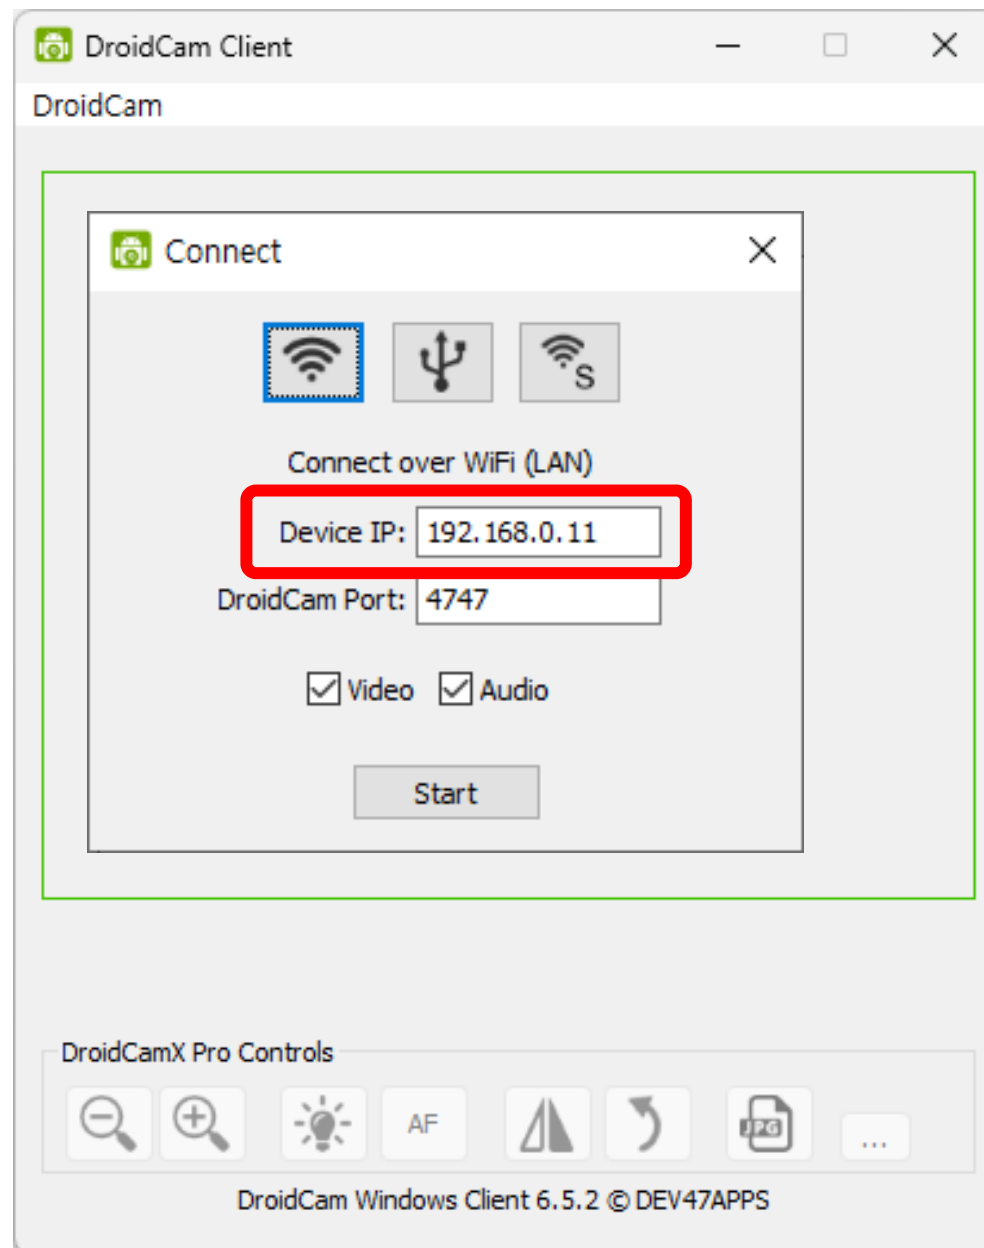 DroidCam Client
DroidCam
Connect
S
Connect over WiFi (LAN)
Device IP: 192.168.0.11
DroidCam Port: 4747
Video Audio
Start
DroidCamX Pro Controls
AF JPG ...
DroidCam Windows Client 6.5.2 © DEV47APPS